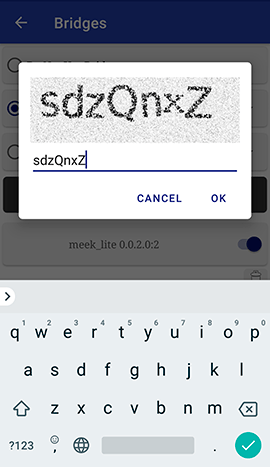 Bridges
sdzQnxZ
sdzQnxZ
CANCEL OK
meek_lite 0.0.2.0:2
1 2 3 4 5 6 7 8 9 0
q w e r t y u i o p
a s d f g h j k l
z x c v b n m
?123 , .